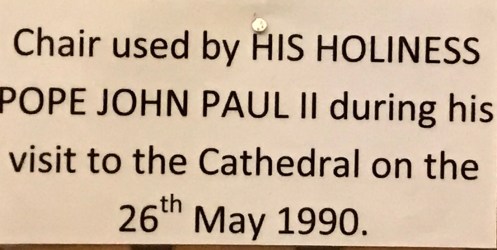 Chair used by HIS HOLINESS
POPE JOHN PAUL II during his
visit to the Cathedral on the
26th May 1990.